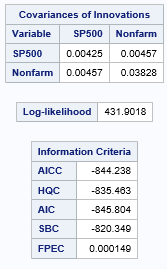 Covariances of Innovations
Variable SP500 Nonfarm
SP500 0.00425 0.00457
Nonfarm 0.00457 0.03828
Log-likelihood 431.9018
Information Criteria
AICC -844.238
HQC -835.463
AIC -845.804
SBC -820.349
FPEC 0.000149